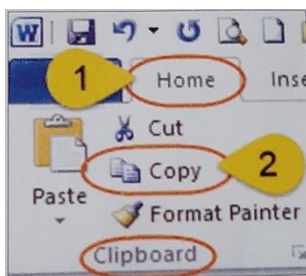 W
1 Home Inse
Cut
Copy 2
Paste
Format Painter
Clipboard